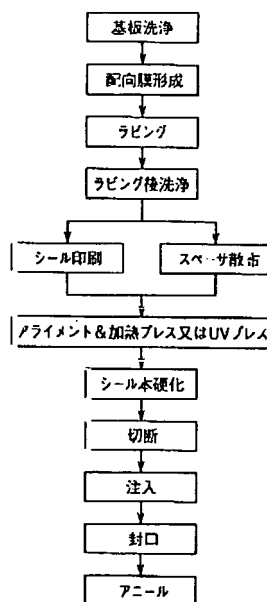 基板洗浄
配向膜形成
ラビング
ラビング後洗浄
シール印刷
スペーサ散布
アライメント&加熱プレス又はUVプレス
シール本硬化
切断
注入
封口
アニール